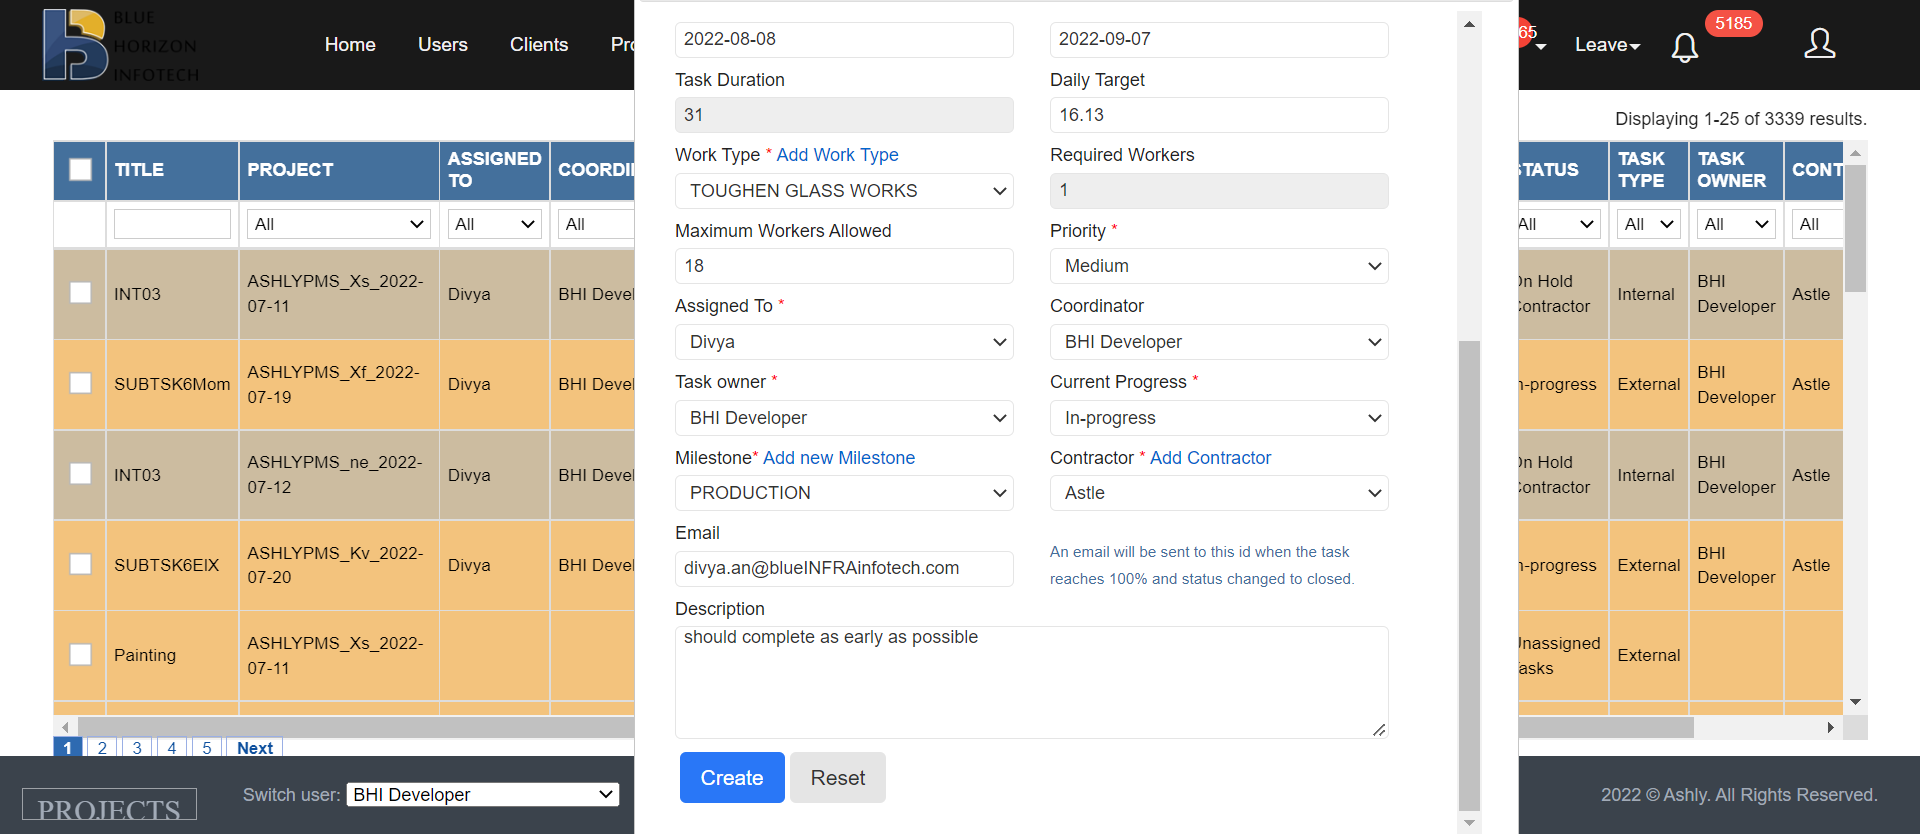 BLUE
HORIZON
INFOTECH
Home Users Clients Pro
65 Leave 5185
Displaying 1-25 of 3339 results.
TITLE PROJECT ASSIGNED TO COORDI
STATUS TASK TYPE TASK OWNER CONT
All All All
All All All All
INT03 ASHLYPMS_Xs_2022-07-11 Divya BHI Devel
On Hold Contractor Internal BHI Developer Astle
SUBTSK6Mom ASHLYPMS_Xf_2022-07-19 Divya BHI Devel
n-progress External BHI Developer Astle
INT03 ASHLYPMS_ne_2022-07-12 Divya BHI Devel
On Hold Contractor Internal BHI Developer Astle
SUBTSK6EIX ASHLYPMS_Kv_2022-07-20 Divya BHI Devel
n-progress External BHI Developer Astle
Painting ASHLYPMS_Xs_2022-07-11
Unassigned Tasks External
1 2 3 4 5 Next
2022-08-08 2022-09-07
Task Duration Daily Target
31 16.13
Work Type * Add Work Type Required Workers
TOUGHEN GLASS WORKS 1
Maximum Workers Allowed Priority *
18 Medium
Assigned To * Coordinator
Divya BHI Developer
Task owner * Current Progress *
BHI Developer In-progress
Milestone* Add new Milestone Contractor * Add Contractor
PRODUCTION Astle
Email
divya.an@blueINFRAinfotech.com
An email will be sent to this id when the task
reaches 100% and status changed to closed.
Description
should complete as early as possible
Create Reset
PROJECTS Switch user: BHI Developer
2022 © Ashly. All Rights Reserved.